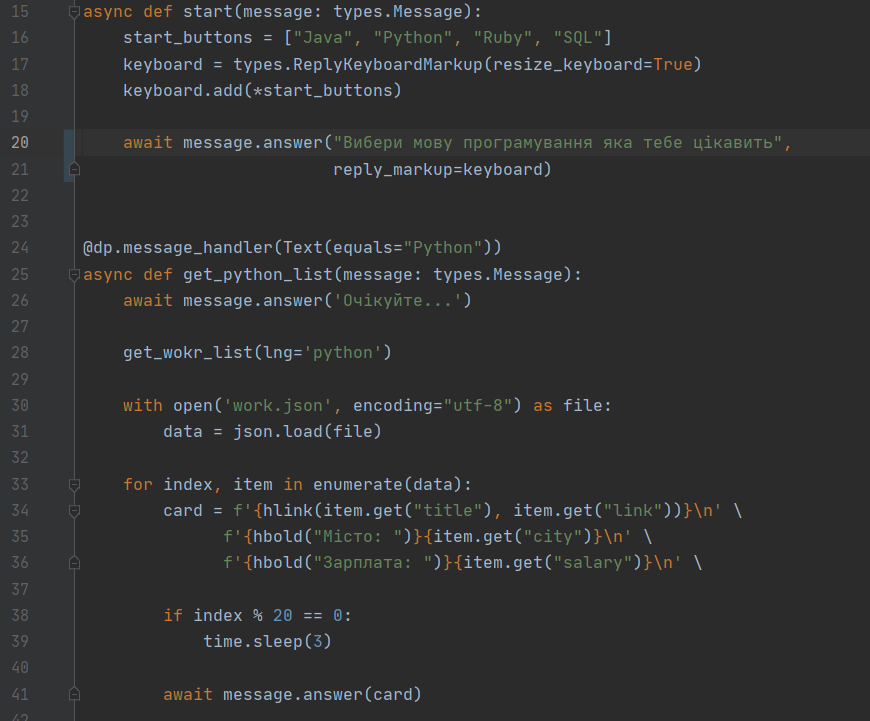 15 async def start(message: types.Message):
16     start_buttons = ["Java", "Python", "Ruby", "SQL"]
17     keyboard = types.ReplyKeyboardMarkup(resize_keyboard=True)
18     keyboard.add(*start_buttons)
19
20     await message.answer("Вибери мову програмування яка тебе цікавить",
21                          reply_markup=keyboard)
22
23
24 @dp.message_handler(Text(equals="Python"))
25 async def get_python_list(message: types.Message):
26     await message.answer('Очікуйте...')
27
28     get_wokr_list(lng='python')
29
30     with open('work.json', encoding="utf-8") as file:
31         data = json.load(file)
32
33     for index, item in enumerate(data):
34         card = f'{hlink(item.get("title"), item.get("link"))}\n' \
35               f'{hbold("Місто: ")}{item.get("city")}\n' \
36               f'{hbold("Зарплата: ")}{item.get("salary")}\n' \
37
38         if index % 20 == 0:
39             time.sleep(3)
40
41         await message.answer(card)
42